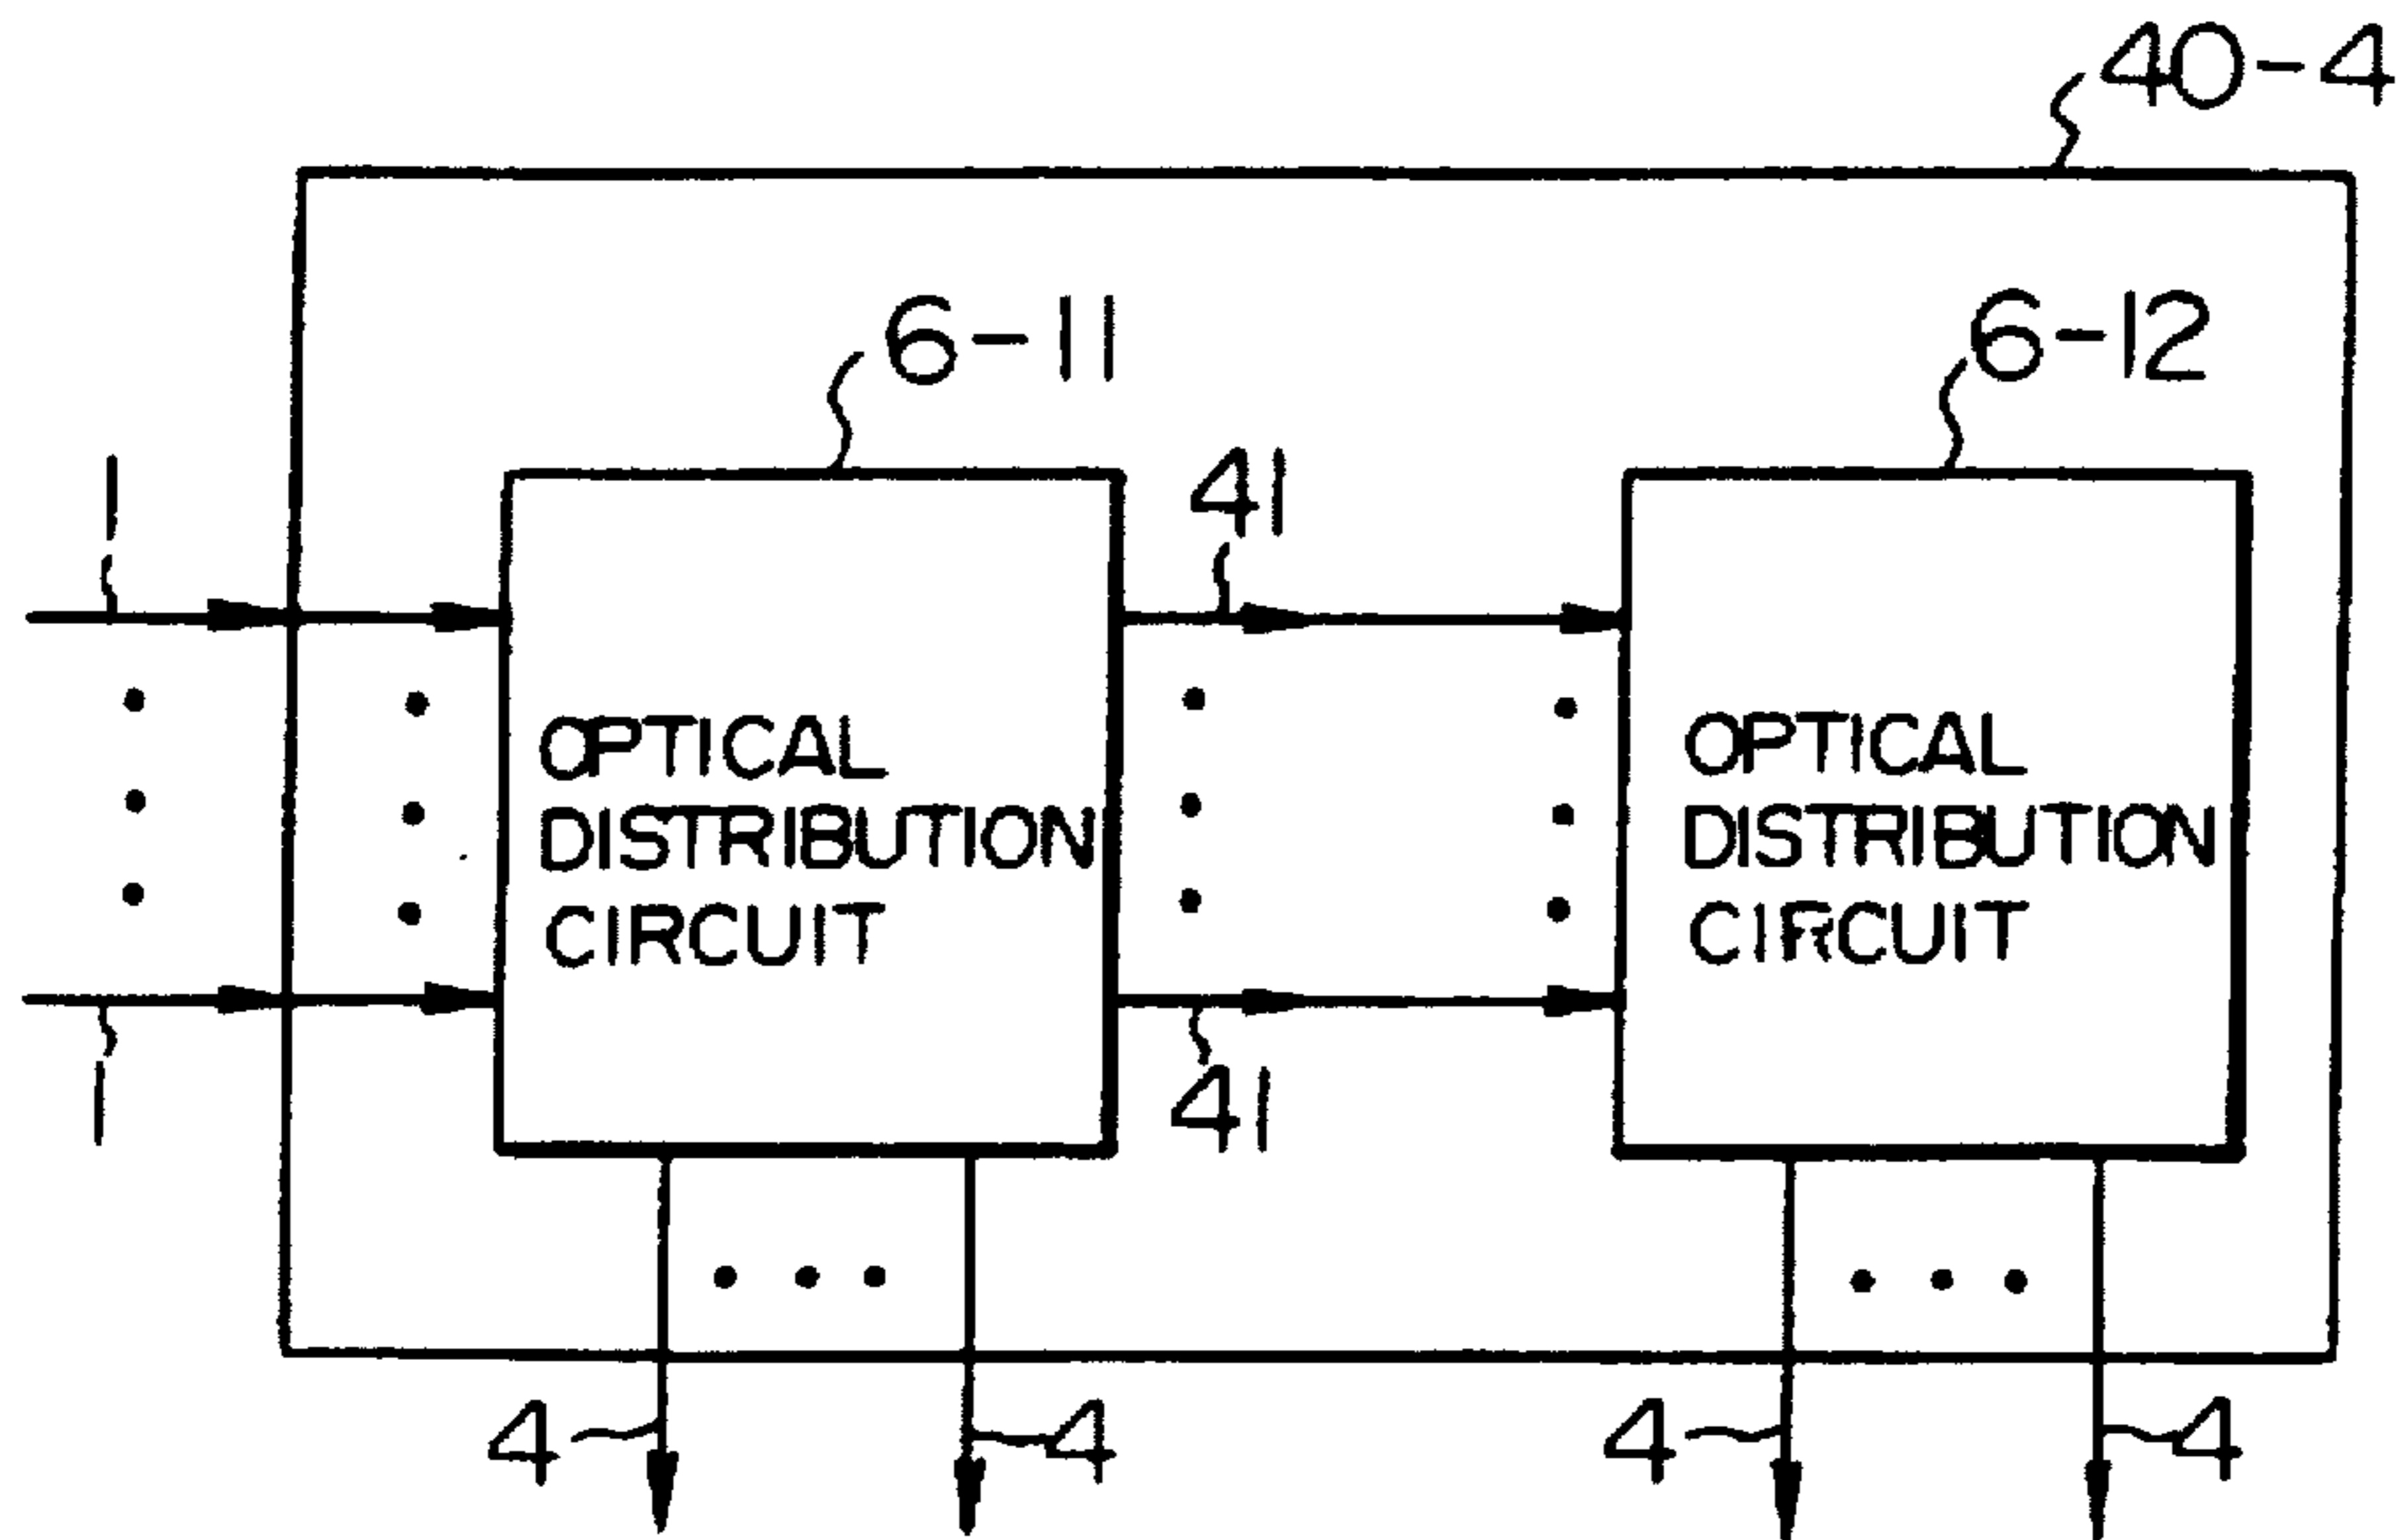 40-4
6-11
6-12
1
41
OPTICAL
DISTRIBUTION
CIRCUIT
OPTICAL
DISTRIBUTION
CIRCUIT
1
41
4
4
4
4